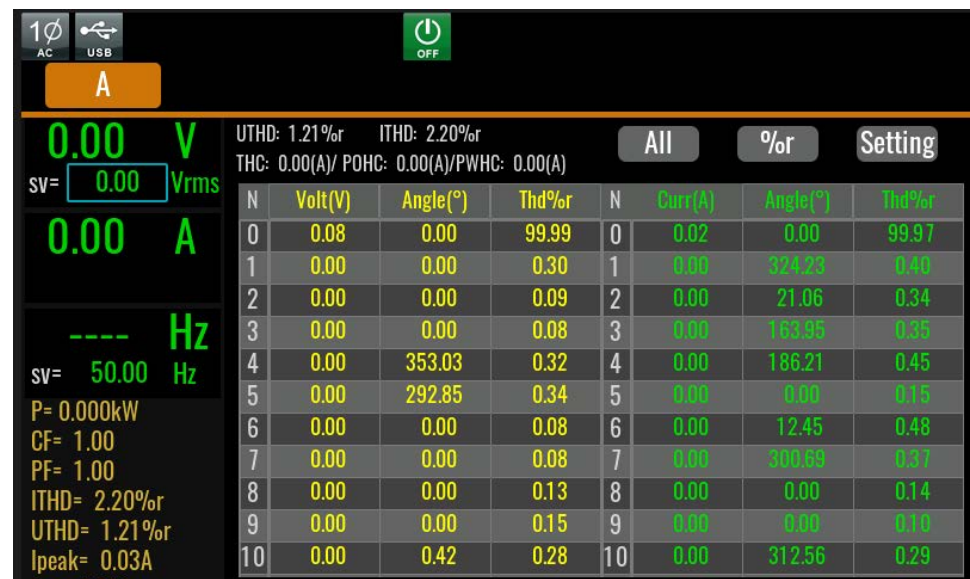 1Ø
AC
USB
OFF
A
0.00 V
sv= 0.00 Vrms
0.00 A
---- Hz
sv= 50.00 Hz
P= 0.000kW
CF= 1.00
PF= 1.00
ITHD= 2.20%r
UTHD= 1.21%r
Ipeak= 0.03A
UTHD: 1.21%r ITHD: 2.20%r
THC: 0.00(A)/ POHC: 0.00(A)/PWHC: 0.00(A)
All %r Setting
N Volt(V) Angle(°) Thd%r N Curr(A) Angle(°) Thd%r
0 0.08 0.00 99.99 0 0.02 0.00 99.97
1 0.00 0.00 0.30 1 0.00 324.23 0.40
2 0.00 0.00 0.09 2 0.00 21.06 0.34
3 0.00 0.00 0.08 3 0.00 163.95 0.35
4 0.00 353.03 0.32 4 0.00 186.21 0.45
5 0.00 292.85 0.34 5 0.00 0.00 0.15
6 0.00 0.00 0.08 6 0.00 12.45 0.48
7 0.00 0.00 0.08 7 0.00 300.69 0.37
8 0.00 0.00 0.13 8 0.00 0.00 0.14
9 0.00 0.00 0.15 9 0.00 0.00 0.10
10 0.00 0.42 0.28 10 0.00 312.56 0.29